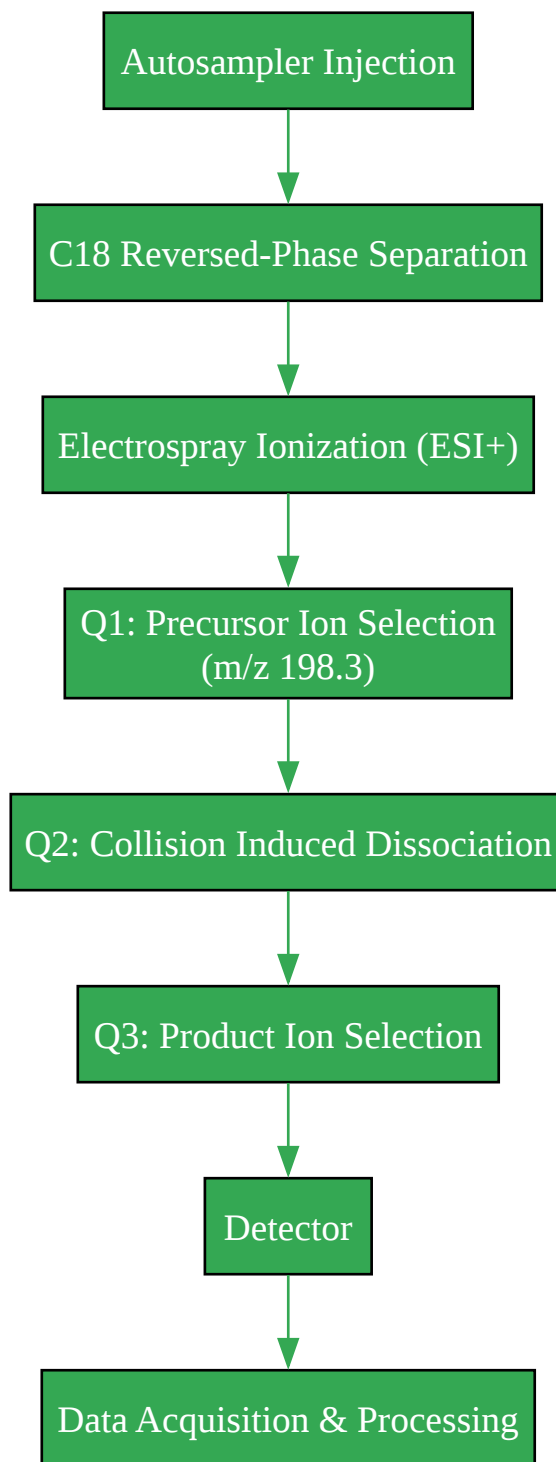 Autosampler Injection
C18 Reversed-Phase Separation
Electrospray Ionization (ESI+)
Q1: Precursor Ion Selection
(m/z 198.3)
Q2: Collision Induced Dissociation
Q3: Product Ion Selection
Detector
Data Acquisition & Processing